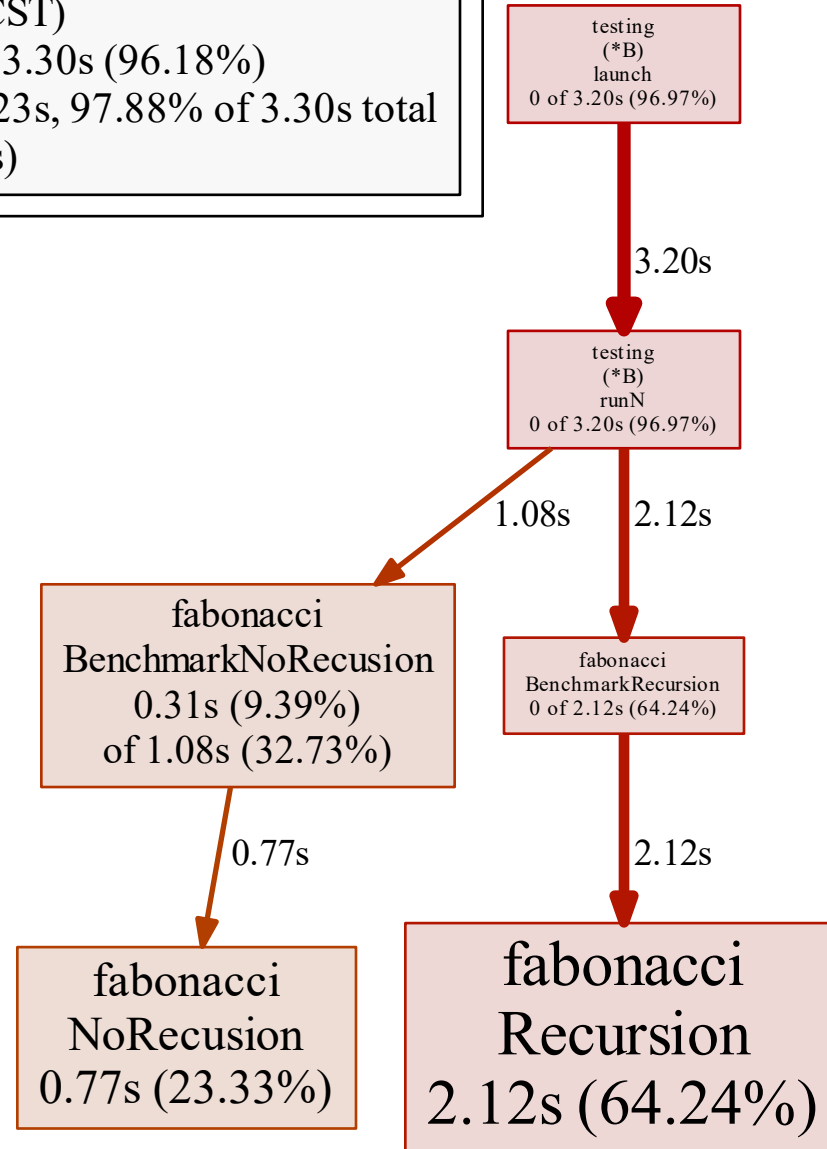 CST)
3.30s (96.18%)
23s, 97.88% of 3.30s total
s)
testing
(*B)
launch
0 of 3.20s (96.97%)
3.20s
testing
(*B)
runN
0 of 3.20s (96.97%)
1.08s
2.12s
fabonacci
BenchmarkNoRecusion
0.31s (9.39%)
of 1.08s (32.73%)
fabonacci
BenchmarkRecursion
0 of 2.12s (64.24%)
0.77s
2.12s
fabonacci
NoRecusion
0.77s (23.33%)
fabonacci
Recursion
2.12s (64.24%)